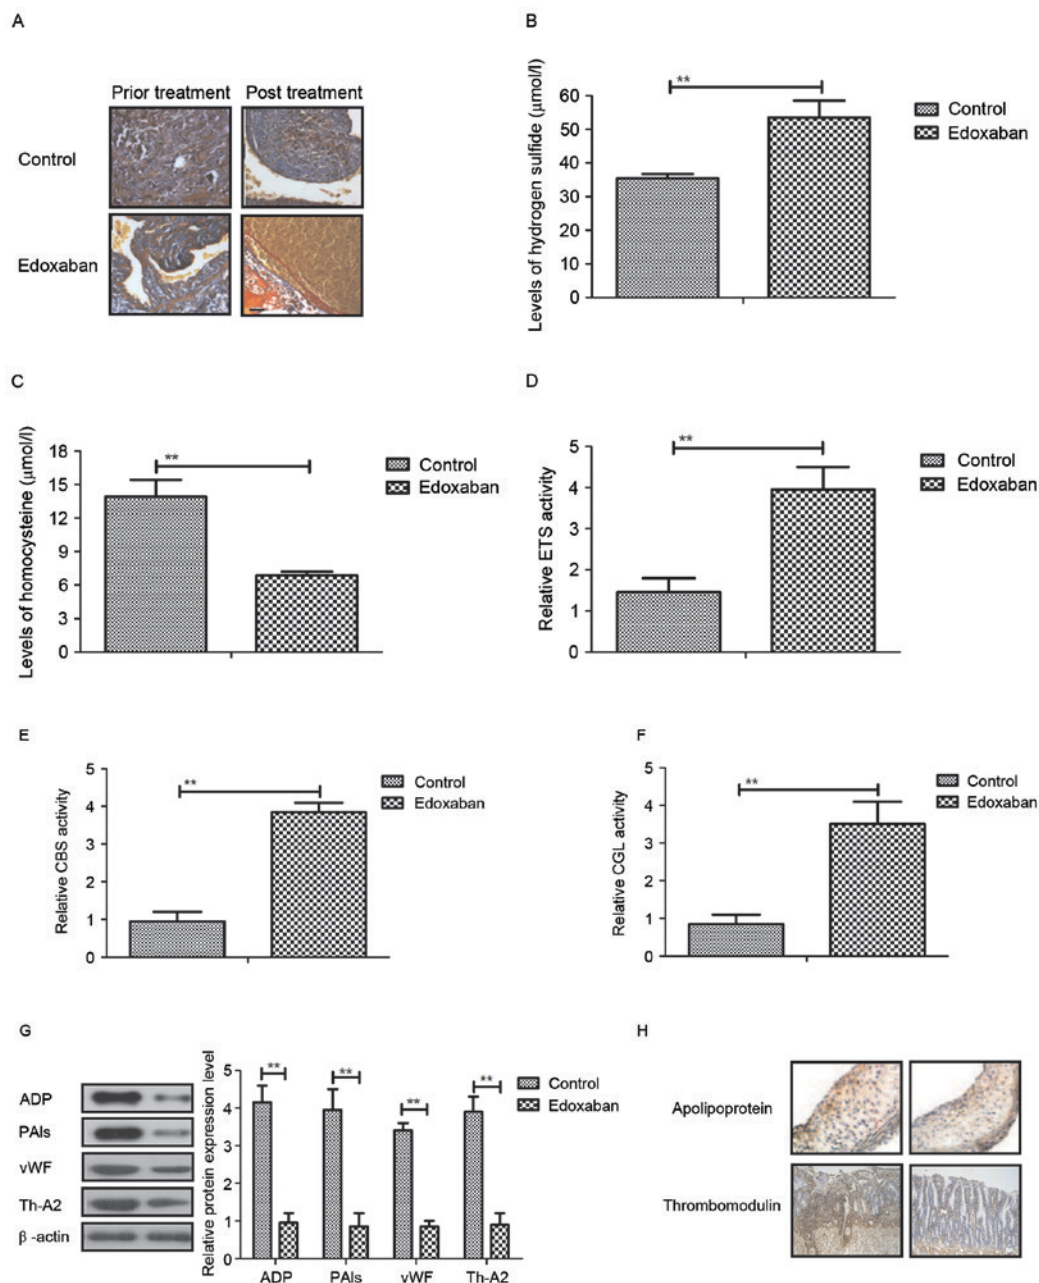 A
Prior treatment Post treatment
Control
Edoxaban
B
Levels of hydrogen sulfide (μmol/l)
60
50
40
30
20
10
0
**
Control
Edoxaban
C
Levels of homocysteine (μmol/l)
18
15
12
9
6
3
0
**
Control
Edoxaban
D
Relative ETS activity
5
4
3
2
1
0
**
Control
Edoxaban
E
Relative CBS activity
5
4
3
2
1
0
**
Control
Edoxaban
F
Relative CGL activity
5
4
3
2
1
0
**
Control
Edoxaban
G
ADP
PAIs
vWF
Th-A2
β-actin
Relative protein expression level
5
4
3
2
1
0
** ** ** **
ADP PAIs vWF Th-A2
Control
Edoxaban
H
Apolipoprotein
Thrombomodulin